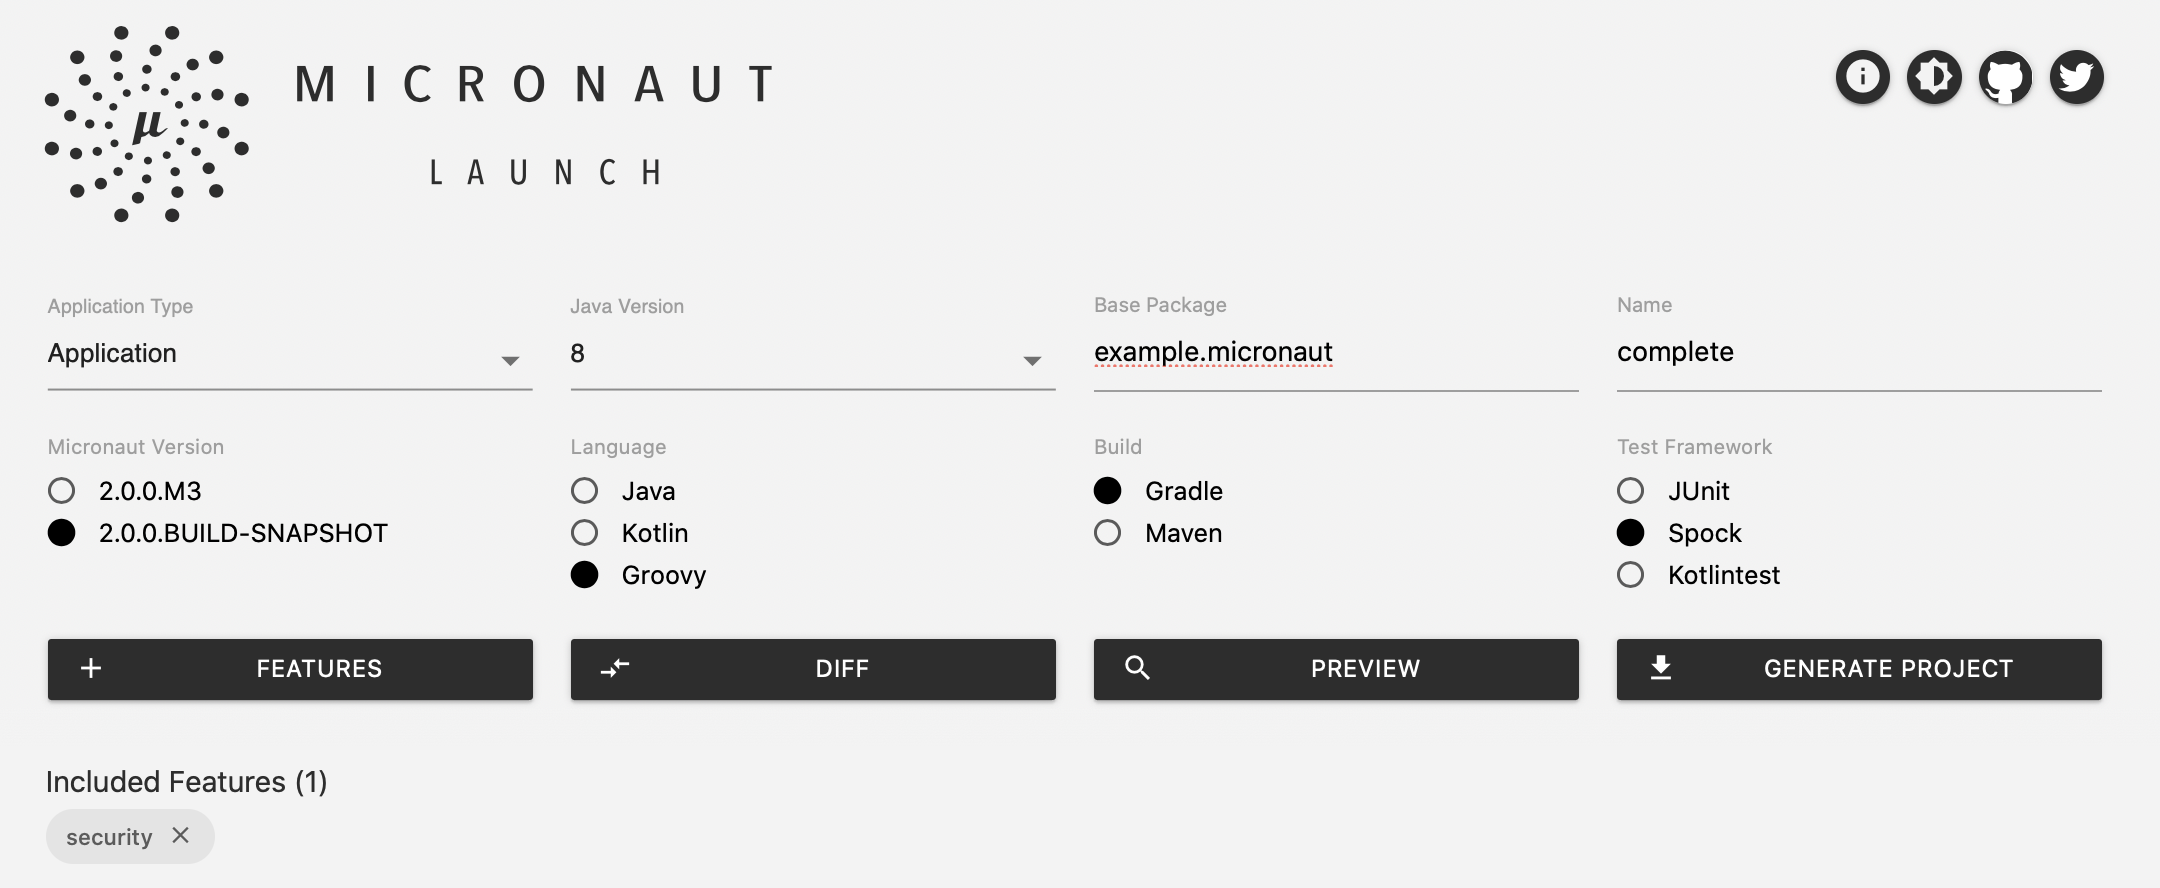 μ
MICRONAUT
LAUNCH
Application Type
Application
Java Version
8
Base Package
example.micronaut
Name
complete
Micronaut Version
2.0.0.M3
2.0.0.BUILD-SNAPSHOT
Language
Java
Kotlin
Groovy
Build
Gradle
Maven
Test Framework
JUnit
Spock
Kotlintest
FEATURES
DIFF
PREVIEW
GENERATE PROJECT
Included Features (1)
security